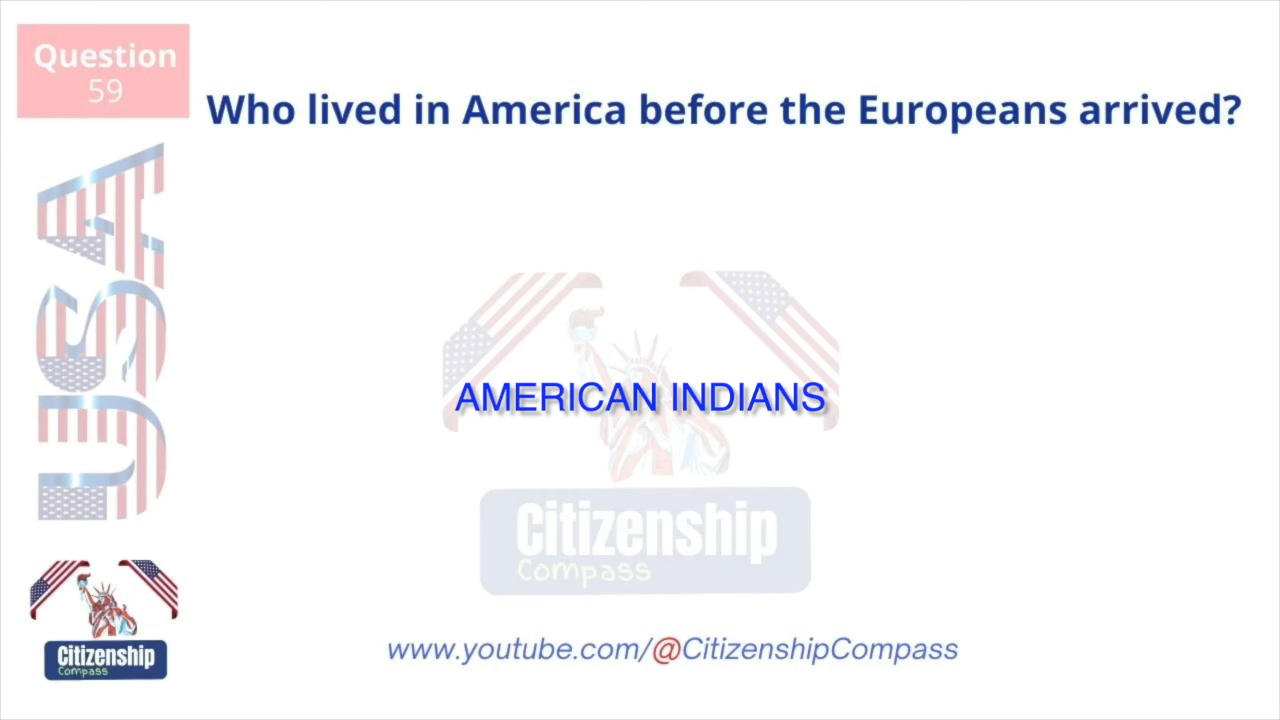 Question
59
Who lived in America before the Europeans arrived?
USA
AMERICAN INDIANS
Citizenship
Compass
Citizenship
Compass
www.youtube.com/@CitizenshipCompass